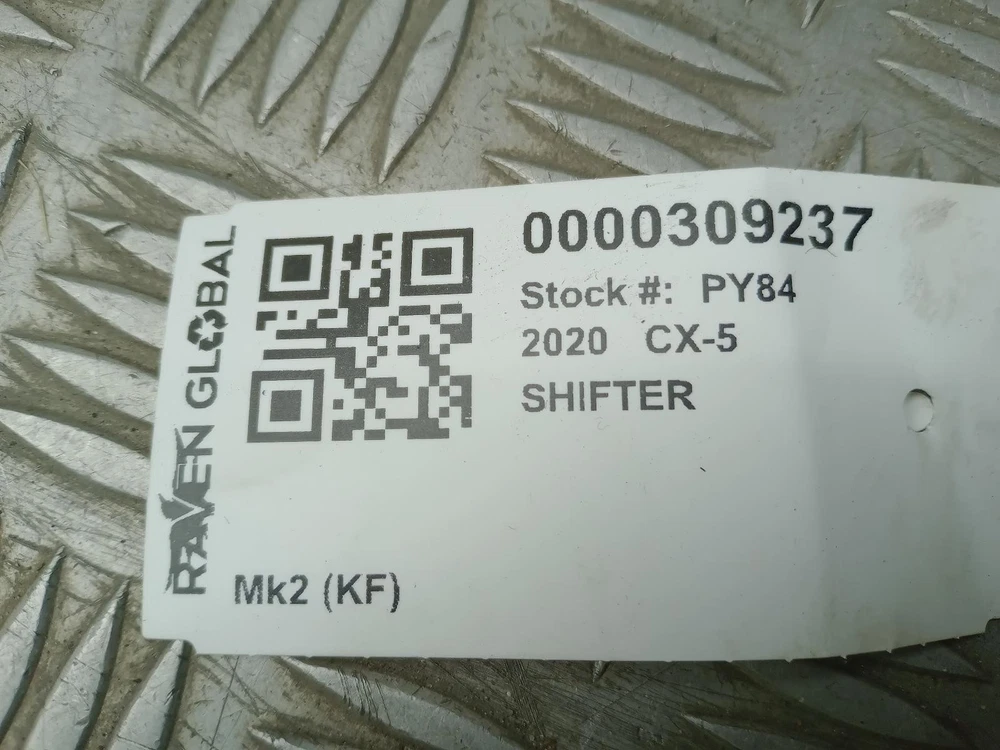 RAVEN GLOBAL
0000309237
Stock #: PY84
2020 CX-5
SHIFTER
Mk2 (KF)